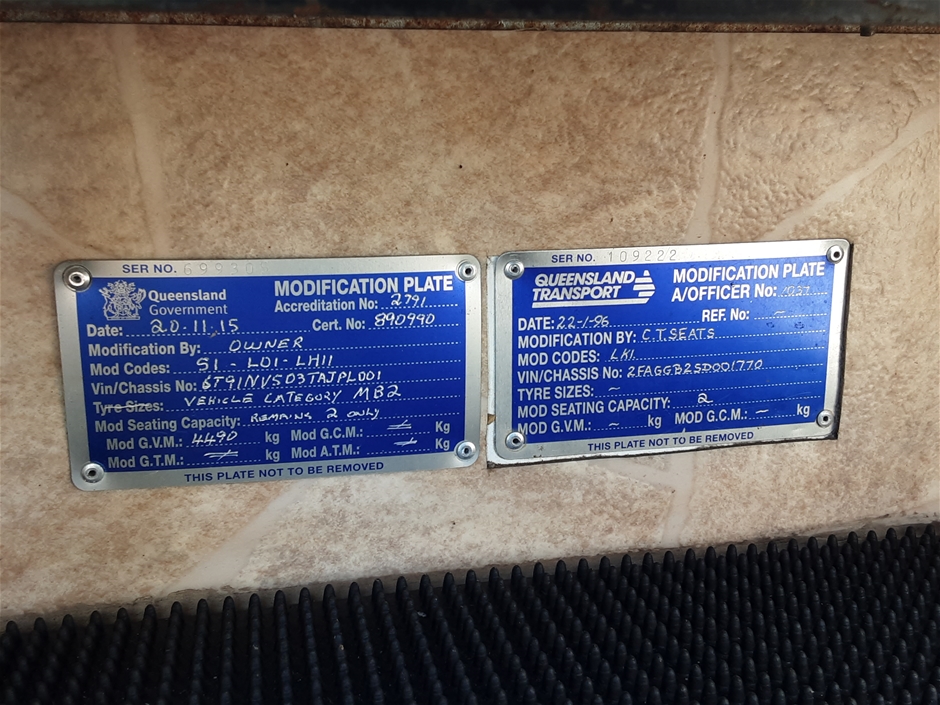 SER NO.
Queensland Government
MODIFICATION PLATE
Accreditation No: 2791
Date: 20.11.15
Cert. No: 890990
Modification By: OWNER
Mod Codes: S1 - LO1 - LH11
Vin/Chassis No: 6T91NV503TAJPL001
Tyre Sizes: VEHICLE CATEGORY MB2
Mod Seating Capacity: REMAINS 2 ONLY
Mod G.V.M.: 4490 kg Mod G.C.M.: Kg
Mod G.T.M.: kg Mod A.T.M.: Kg
THIS PLATE NOT TO BE REMOVED
SER NO. 109222
QUEENSLAND TRANSPORT
MODIFICATION PLATE
A/OFFICER No:
REF. No: ~
DATE: 22-1-96
MODIFICATION BY: C.T. SEATS
MOD CODES: LK1
VIN/CHASSIS No: 2FAGGB2SD001770
TYRE SIZES: ~
MOD SEATING CAPACITY: 2
MOD G.V.M.: ~ kg MOD G.C.M.: ~ kg
THIS PLATE NOT TO BE REMOVED